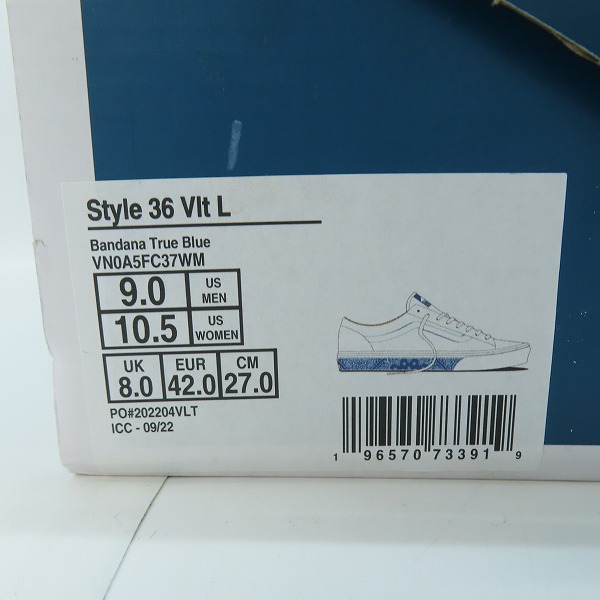 Style 36 Vlt L
Bandana True Blue
VN0A5FC37WM
9.0 US MEN
10.5 US WOMEN
UK 8.0 EUR 42.0 CM 27.0
PO#202204VLT
ICC - 09/22
1 96570 73391 9